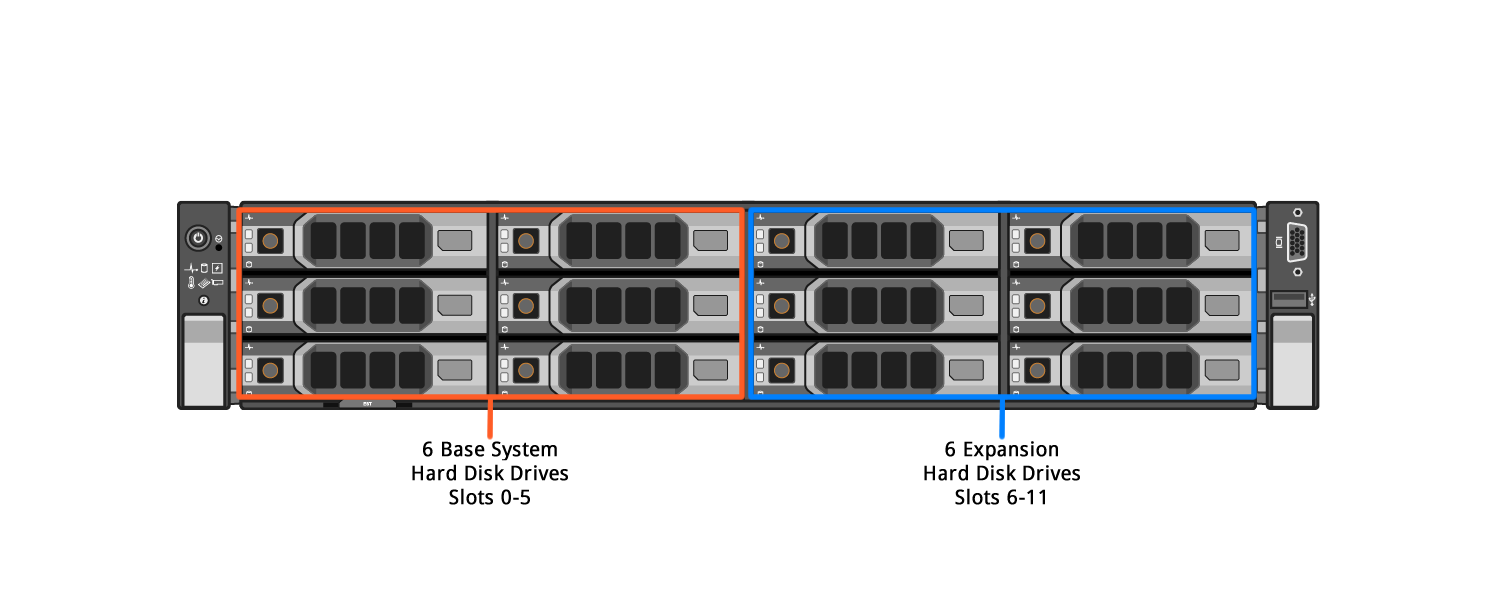 6 Base System
Hard Disk Drives
Slots 0-5
6 Expansion
Hard Disk Drives
Slots 6-11